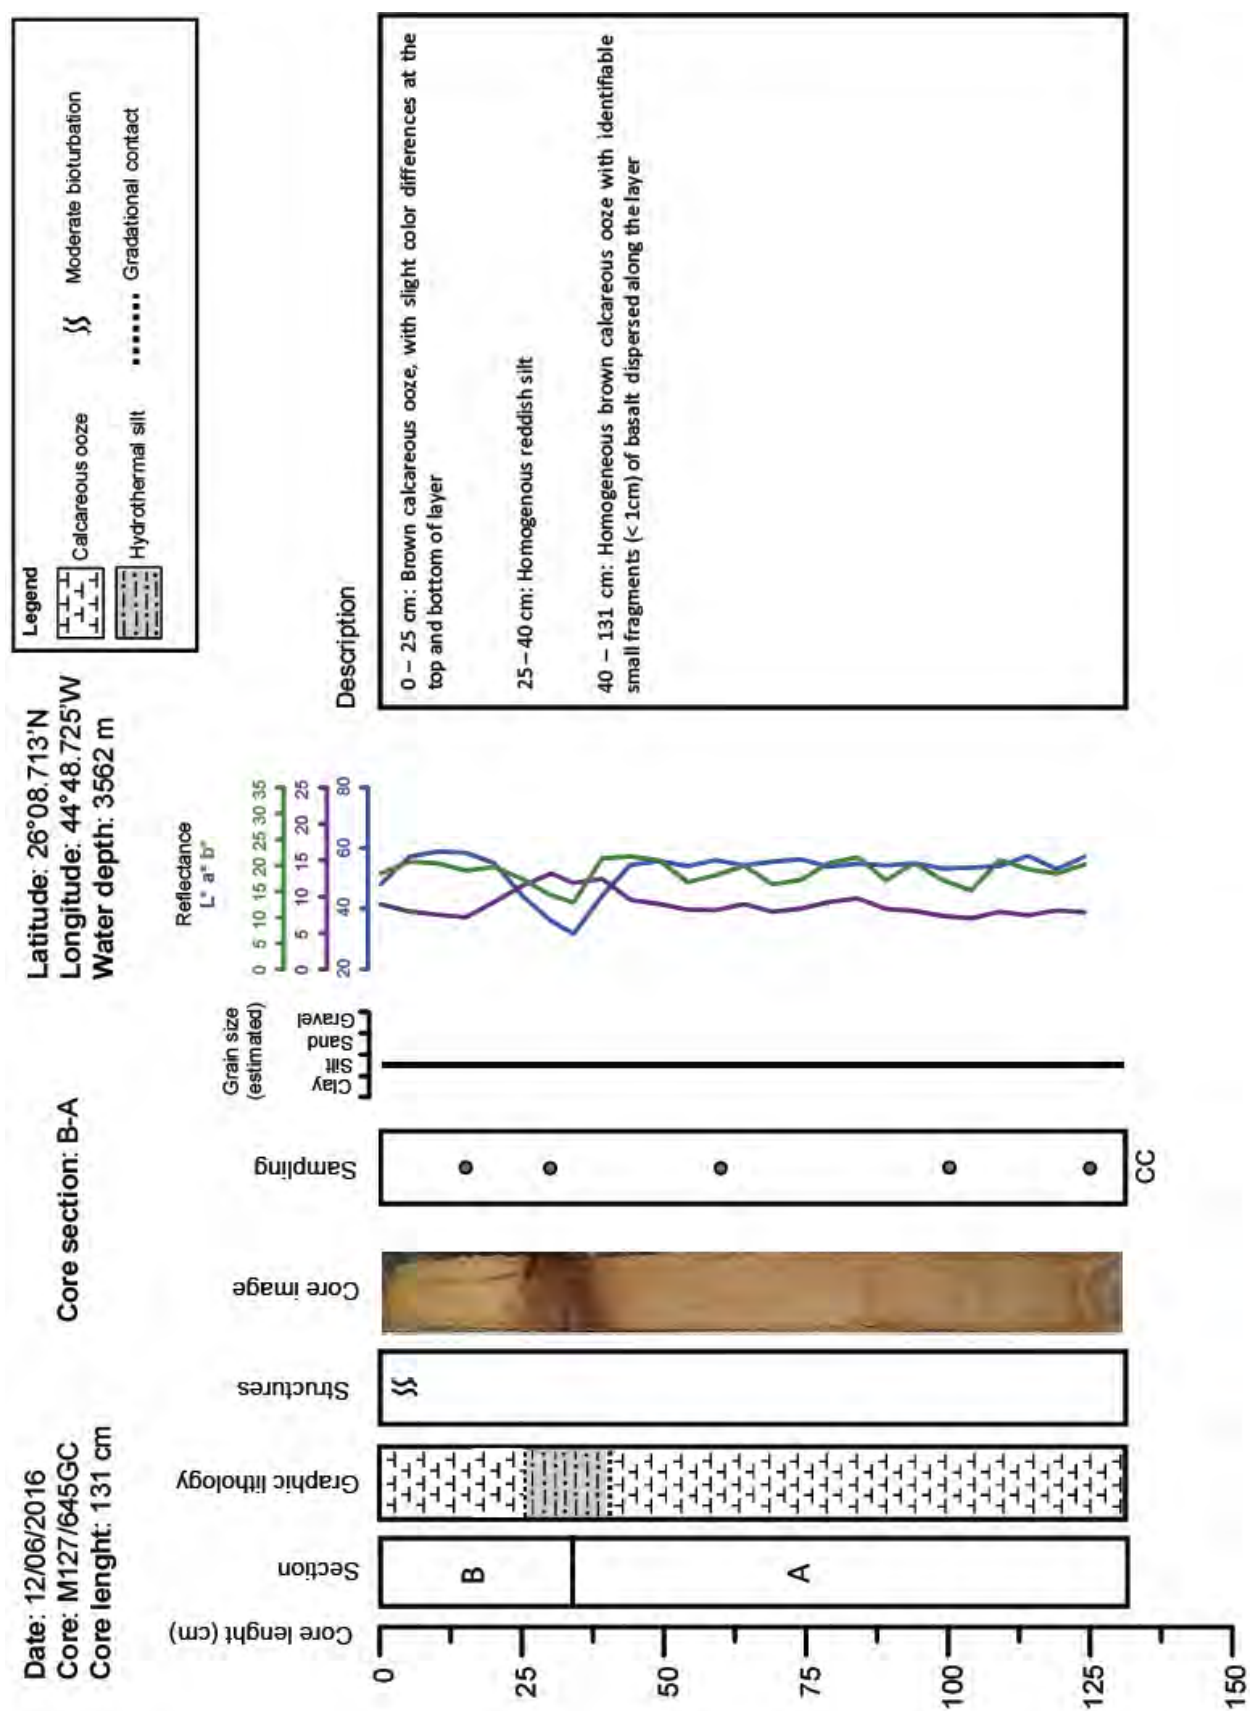 Date: 12/06/2016
Core: M127/645GC
Core lenght: 131 cm
Core section: B-A
Latitude: 26°08.713'N
Longitude: 44°48.725'W
Water depth: 3562 m
Legend
Calcareous ooze
Moderate bioturbation
Hydrothermal silt
Gradational contact
Core lenght (cm)
Section
Graphic lithology
Structures
Core image
Sampling
Grain size
(estimated)
Clay
Silt
Sand
Gravel
Reflectance
L* a* b*
0 5 10 15 20 25 30 35
0 5 10 15 20 25
20 40 60 80
Description
0
25
50
75
100
125
150
B
A
CC
0 – 25 cm: Brown calcareous ooze, with slight color differences at the
top and bottom of layer
25 – 40 cm: Homogenous reddish silt
40 – 131 cm: Homogeneous brown calcareous ooze with identifiable
small fragments (< 1cm) of basalt dispersed along the layer